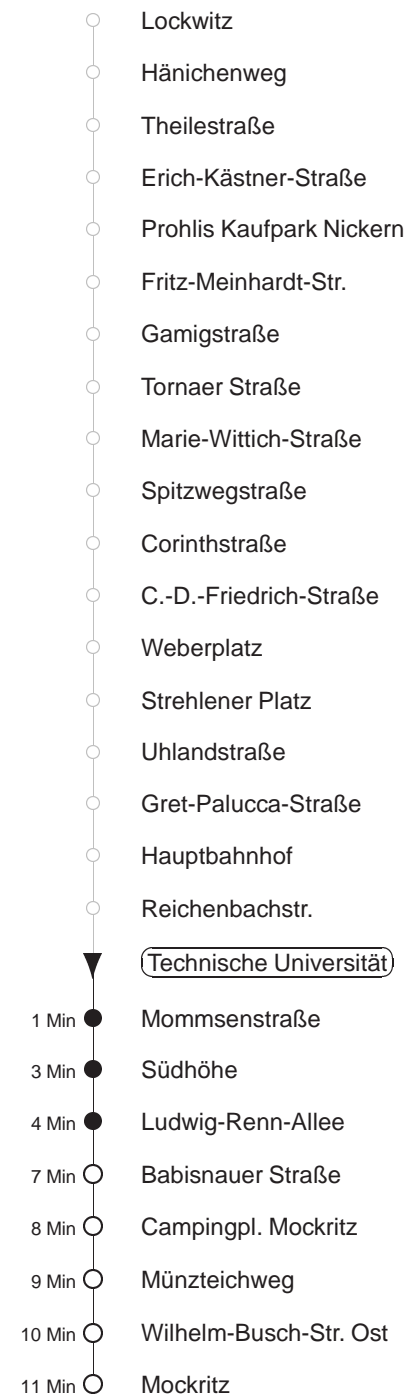 Lockwitz
Hänichenweg
Theilestraße
Erich-Kästner-Straße
Prohlis Kaufpark Nickern
Fritz-Meinhardt-Str.
Gamigstraße
Tornaer Straße
Marie-Wittich-Straße
Spitzwegstraße
Corinthstraße
C.-D.-Friedrich-Straße
Weberplatz
Strehlener Platz
Uhlandstraße
Gret-Palucca-Straße
Hauptbahnhof
Reichenbachstr.
Technische Universität
1 Min Mommsenstraße
3 Min Südhöhe
4 Min Ludwig-Renn-Allee
7 Min Babisnauer Straße
8 Min Campingpl. Mockritz
9 Min Münzteichweg
10 Min Wilhelm-Busch-Str. Ost
11 Min Mockritz